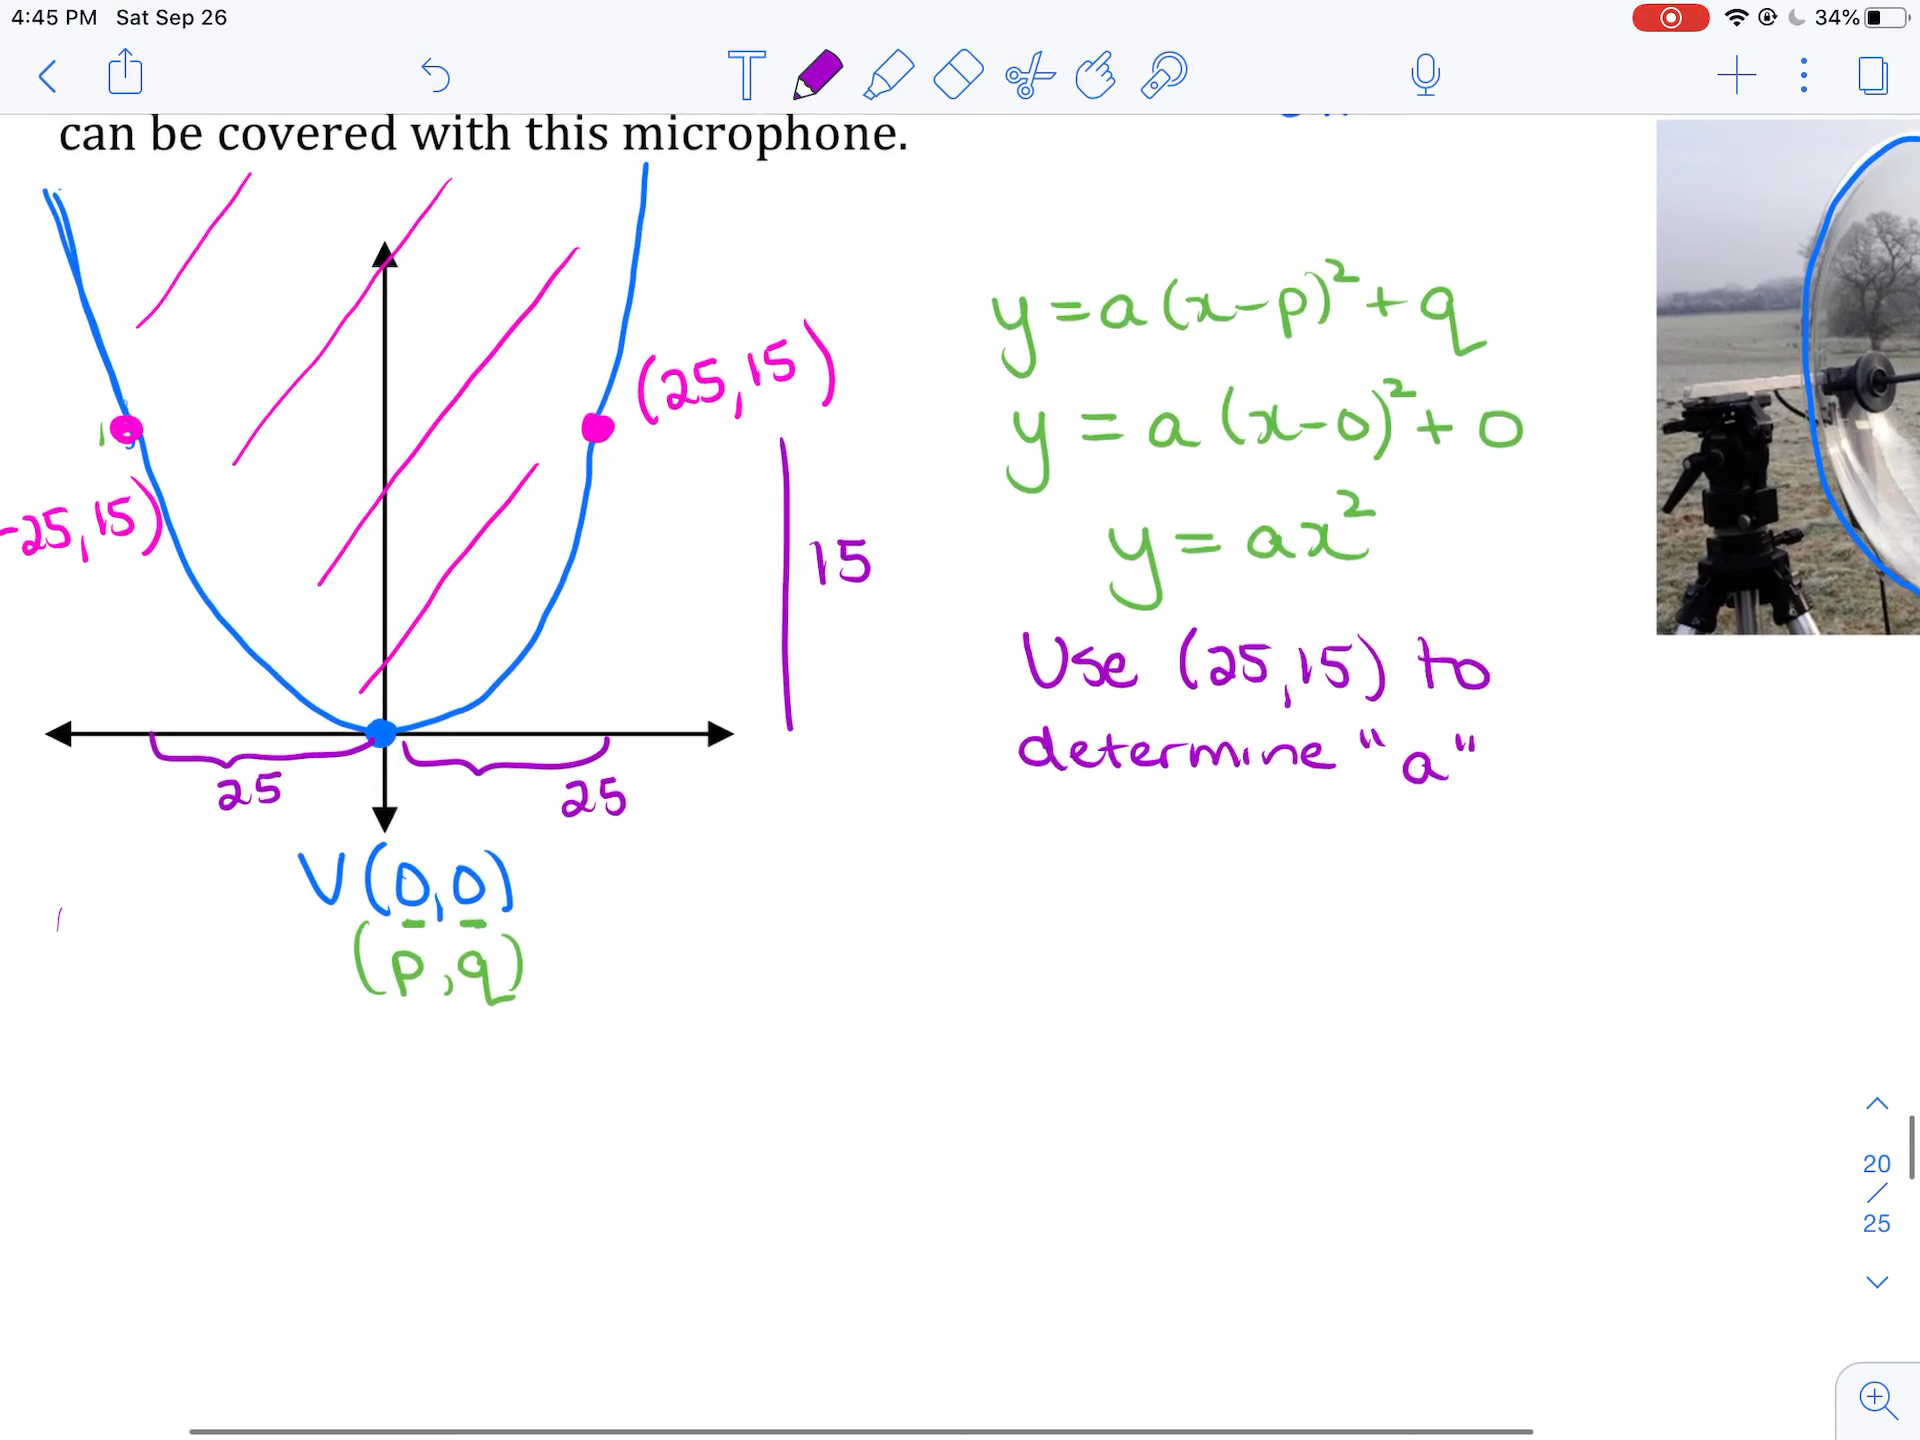 4:45 PM Sat Sep 26
34%
T
can be covered with this microphone.
y = a (x-p)² + q
(25,15)
y = a (x-0)² + 0
-25,15)
15
y = ax²
Use (25,15) to
determine "a"
25
25
V(0,0)
(p,q)
20
/
25